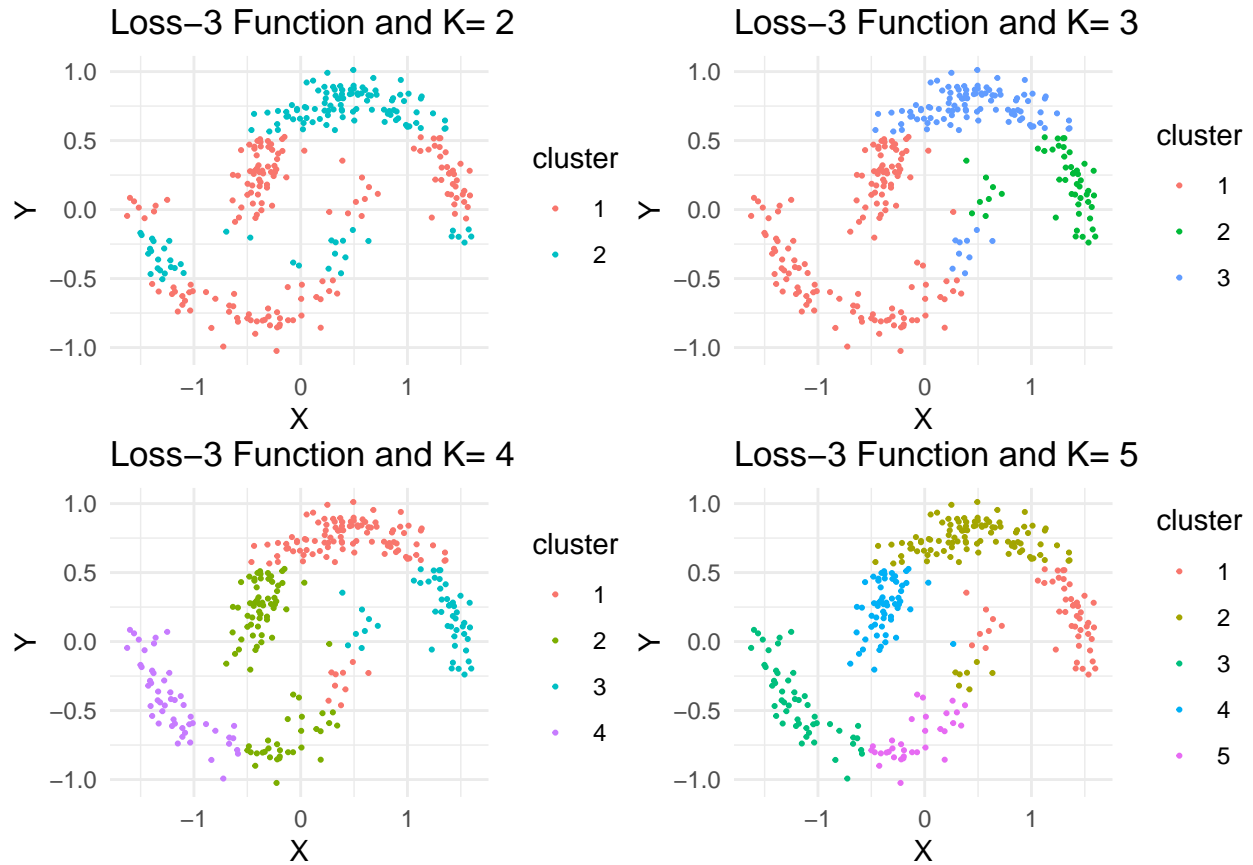 Loss−3 Function and K= 2
1.0
0.5
0.0
−0.5
−1.0
Y
−1
0
1
X
cluster
1
2
Loss−3 Function and K= 3
1.0
0.5
0.0
−0.5
−1.0
Y
−1
0
1
X
cluster
1
2
3
Loss−3 Function and K= 4
1.0
0.5
0.0
−0.5
−1.0
Y
−1
0
1
X
cluster
1
2
3
4
Loss−3 Function and K= 5
1.0
0.5
0.0
−0.5
−1.0
Y
−1
0
1
X
cluster
1
2
3
4
5